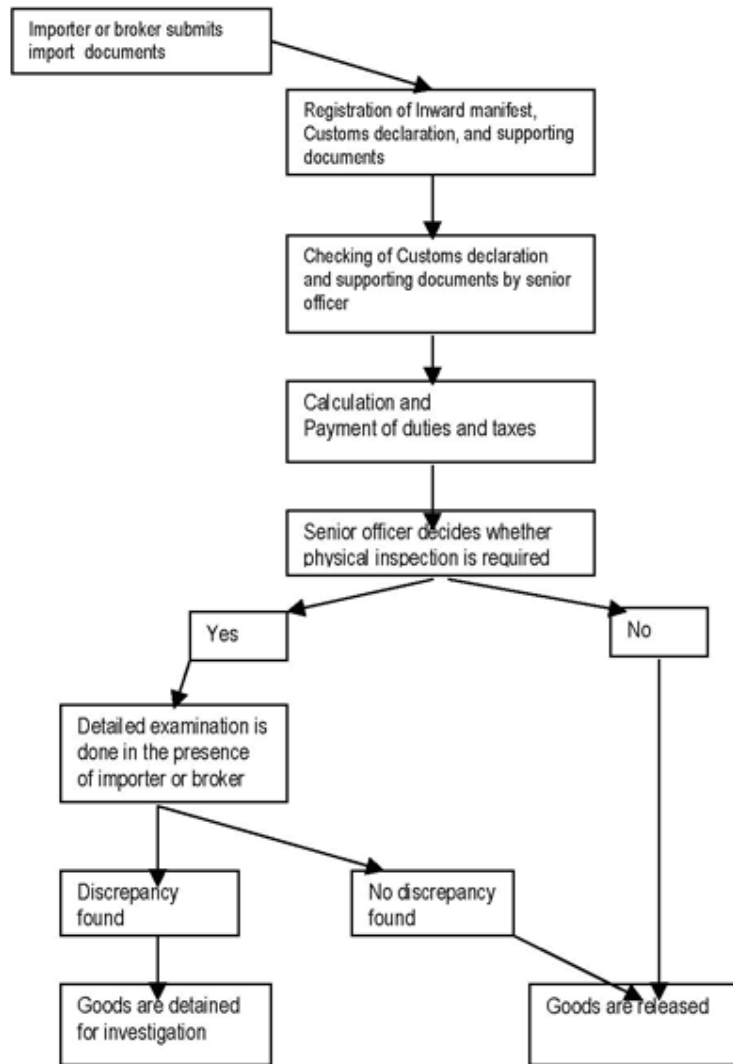 Importer or broker submits
import documents
Registration of Inward manifest,
Customs declaration, and supporting
documents
Checking of Customs declaration
and supporting documents by senior
officer
Calculation and
Payment of duties and taxes
Senior officer decides whether
physical inspection is required
Yes
No
Detailed examination is
done in the presence
of importer or broker
Discrepancy
found
No discrepancy
found
Goods are detained
for investigation
Goods are released